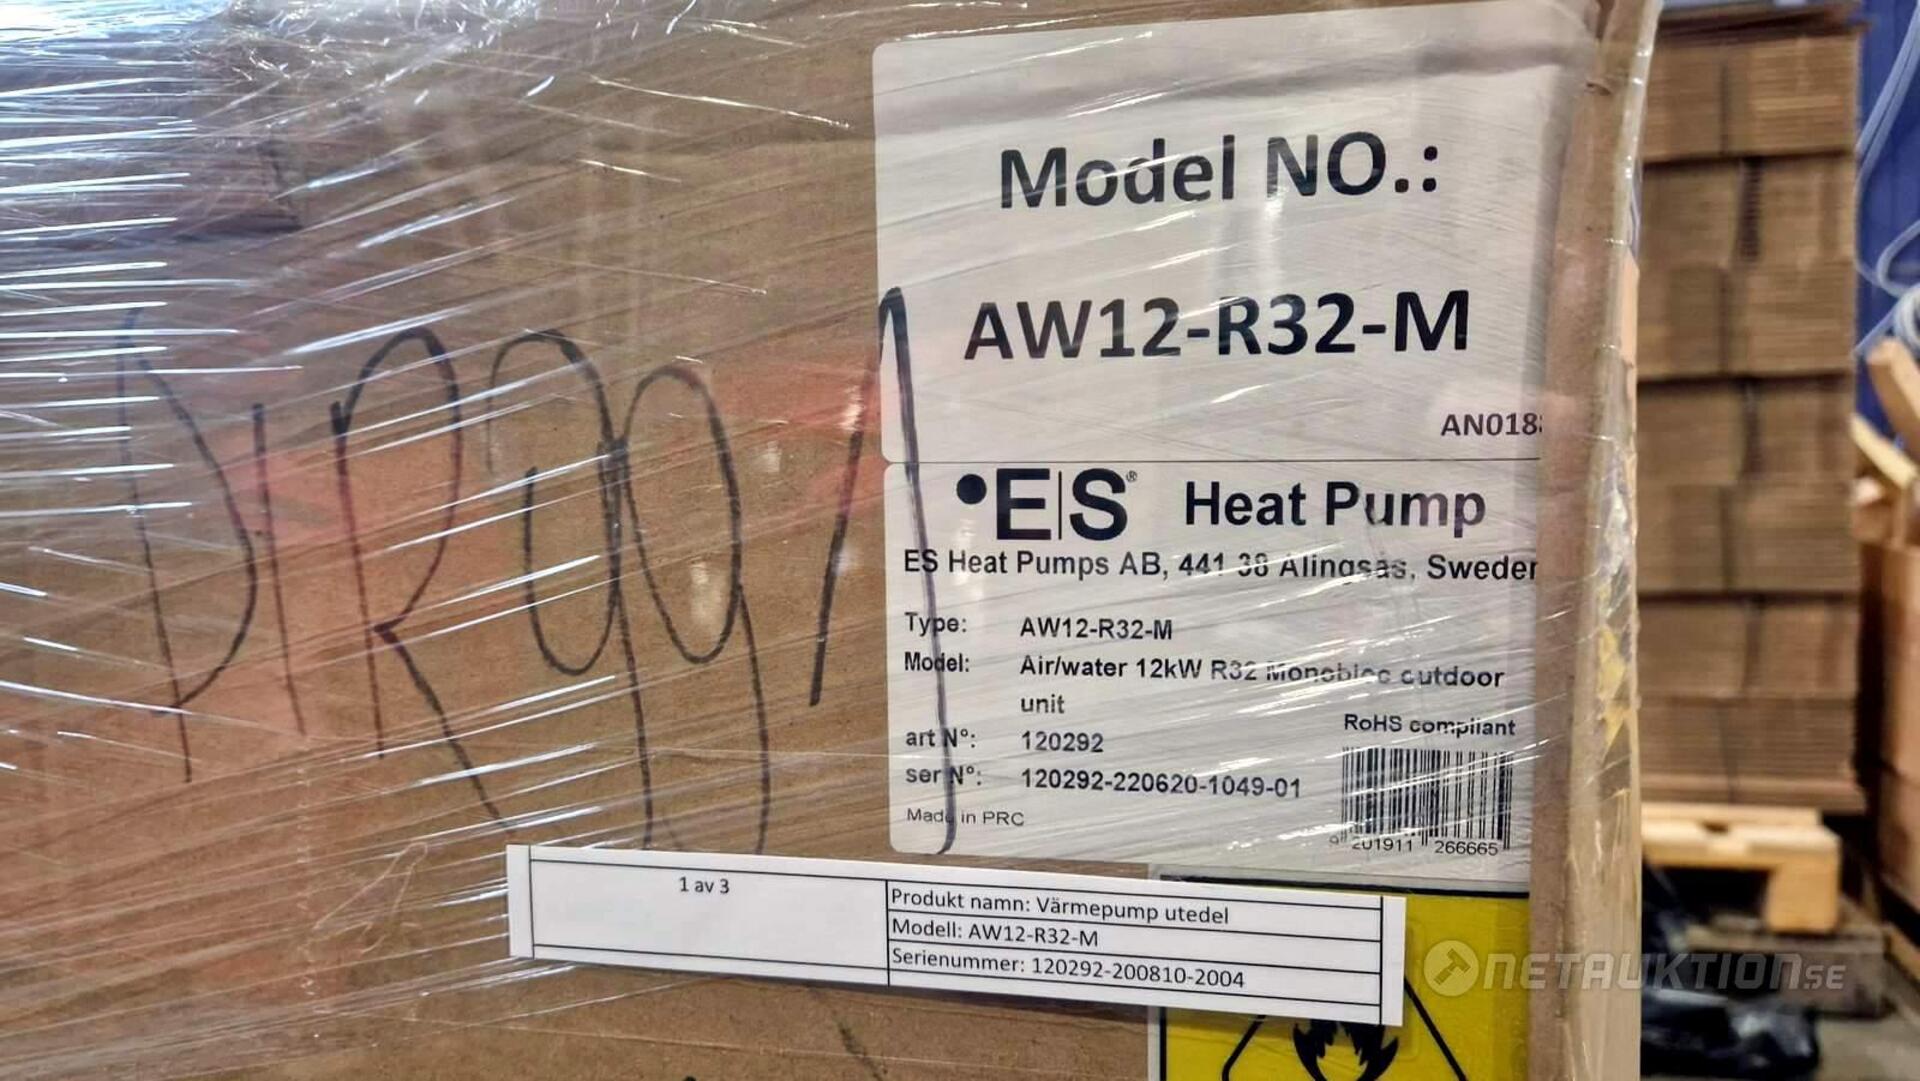 Model NO.:
AW12-R32-M
AN018
•E|S® Heat Pump
ES Heat Pumps AB, 441 38 Alingsås, Sweden
Type: AW12-R32-M
Model: Air/water 12kW R32 Monobloc outdoor
unit
RoHS compliant
art N°: 120292
ser N°: 120292-220620-1049-01
Made in PRC
9 201911 266665
1 av 3
Produkt namn: Värmepump utedel
Modell: AW12-R32-M
Serienummer: 120292-200810-2004
NETAUKTION.SE